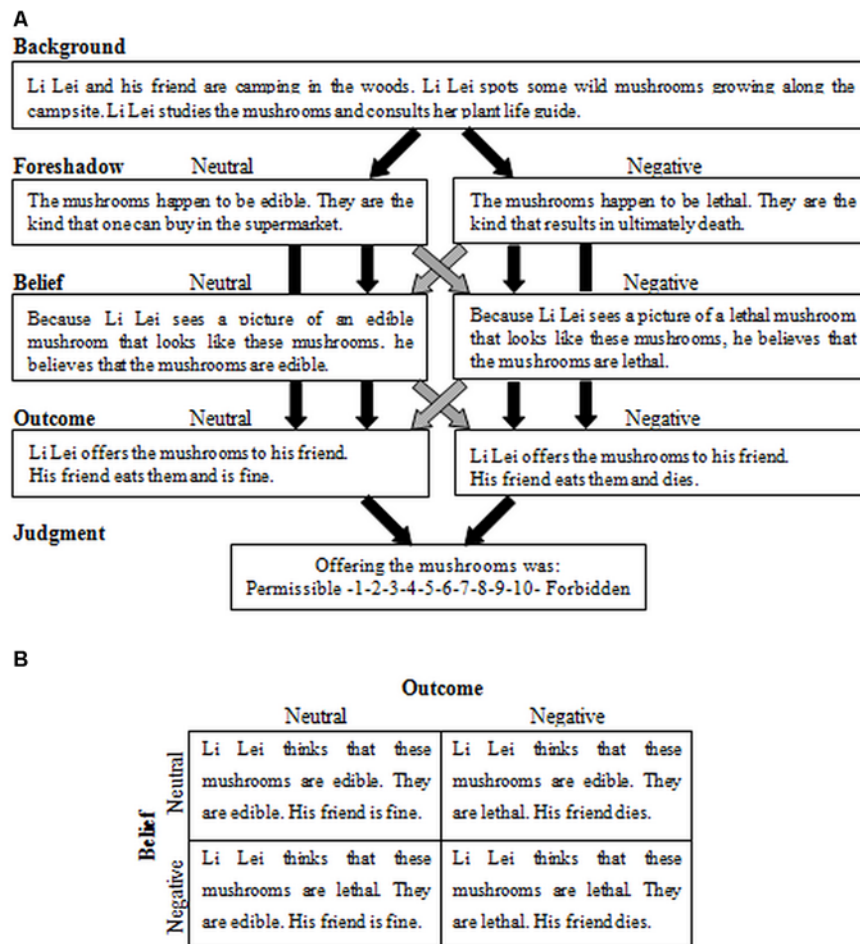 A
Background
Li Lei and his friend are camping in the woods. Li Lei spots some wild mushrooms growing along the
campsite. Li Lei studies the mushrooms and consults her plant life guide.
Foreshadow Neutral Negative
The mushrooms happen to be edible. They are the
kind that one can buy in the supermarket.
The mushrooms happen to be lethal. They are the
kind that results in ultimately death.
Belief Neutral Negative
Because Li Lei sees a picture of an edible
mushroom that looks like these mushrooms. he
believes that the mushrooms are edible.
Because Li Lei sees a picture of a lethal mushroom
that looks like these mushrooms, he believes that
the mushrooms are lethal.
Outcome Neutral Negative
Li Lei offers the mushrooms to his friend.
His friend eats them and is fine.
Li Lei offers the mushrooms to his friend.
His friend eats them and dies.
Judgment
Offering the mushrooms was:
Permissible -1-2-3-4-5-6-7-8-9-10- Forbidden
B
Outcome
Neutral Negative
Belief
Neutral
Li Lei thinks that these
mushrooms are edible. They
are edible. His friend is fine.
Li Lei thinks that these
mushrooms are edible. They
are lethal. His friend dies.
Negative
Li Lei thinks that these
mushrooms are lethal. They
are edible. His friend is fine.
Li Lei thinks that these
mushrooms are lethal. They
are lethal. His friend dies.